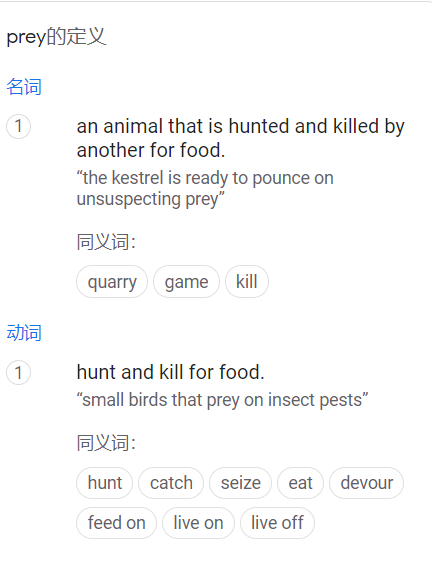 prey的定义
名词
1
an animal that is hunted and killed by
another for food.
“the kestrel is ready to pounce on
unsuspecting prey”
同义词：
quarry game kill
动词
1
hunt and kill for food.
“small birds that prey on insect pests”
同义词：
hunt catch seize eat devour
feed on live on live off